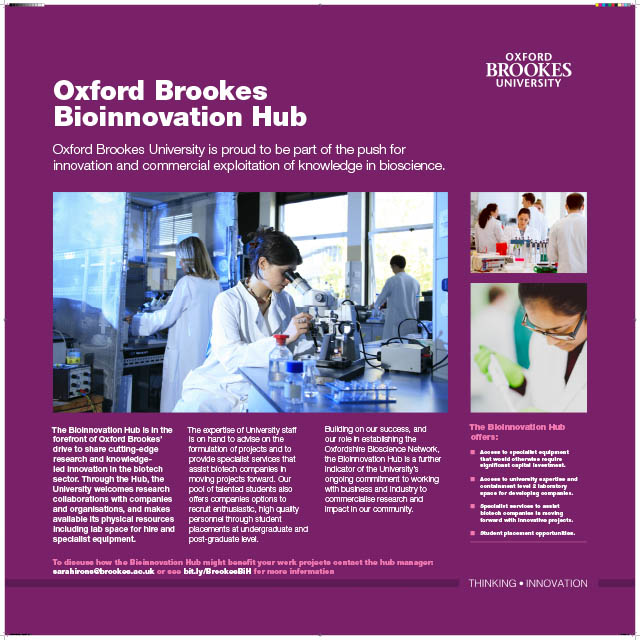 OXFORD
BROOKES
UNIVERSITY
Oxford Brookes
Bioinnovation Hub
Oxford Brookes University is proud to be part of the push for
innovation and commercial exploitation of knowledge in bioscience.
The Bioinnovation Hub is in the
forefront of Oxford Brookes'
drive to share cutting-edge
research and knowledge-
led innovation in the biotech
sector. Through the Hub, the
University welcomes research
collaborations with companies
and organisations, and makes
available its physical resources
including lab space for hire and
specialist equipment.
The expertise of University staff
is on hand to advise on the
formulation of projects and to
provide specialist services that
assist biotech companies in
moving projects forward. Our
pool of talented students also
offers companies options to
recruit enthusiastic, high quality
personnel through student
placements at undergraduate and
post-graduate level.
Building on our success, and
our role in establishing the
Oxfordshire Bioscience Network,
the Bioinnovation Hub is a further
indicator of the University's
ongoing commitment to working
with business and industry to
commercialise research and
impact in our community.
The Bioinnovation Hub
offers:
Access to specialist equipment
that would otherwise require
significant capital investment.
Access to university expertise and
containment level 2 laboratory
space for developing companies.
Specialist services to assist
biotech companies in moving
forward with innovative projects.
Student placement opportunities.
To discuss how the Bioinnovation Hub might benefit your work projects contact the hub manager:
sarahirons@brookes.ac.uk or see bit.ly/BrookesBiH for more information
THINKING • INNOVATION